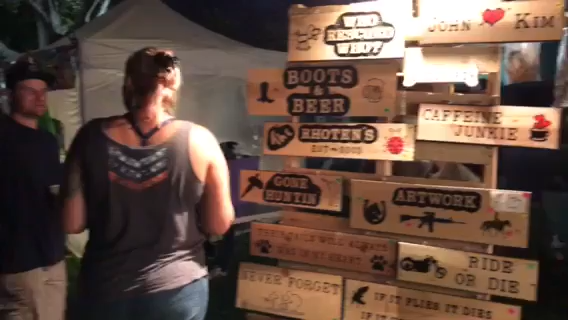 WHO
RESCUED
WHO?
JOHN KIM
BOOTS
&
BEER
CAFFEINE
JUNKIE
RHOTEN'S
EST 2003
GONE
HUNTIN
ARTWORK
RIDE
OR DIE
NEVER FORGET
IF IT FLIES IT DIES